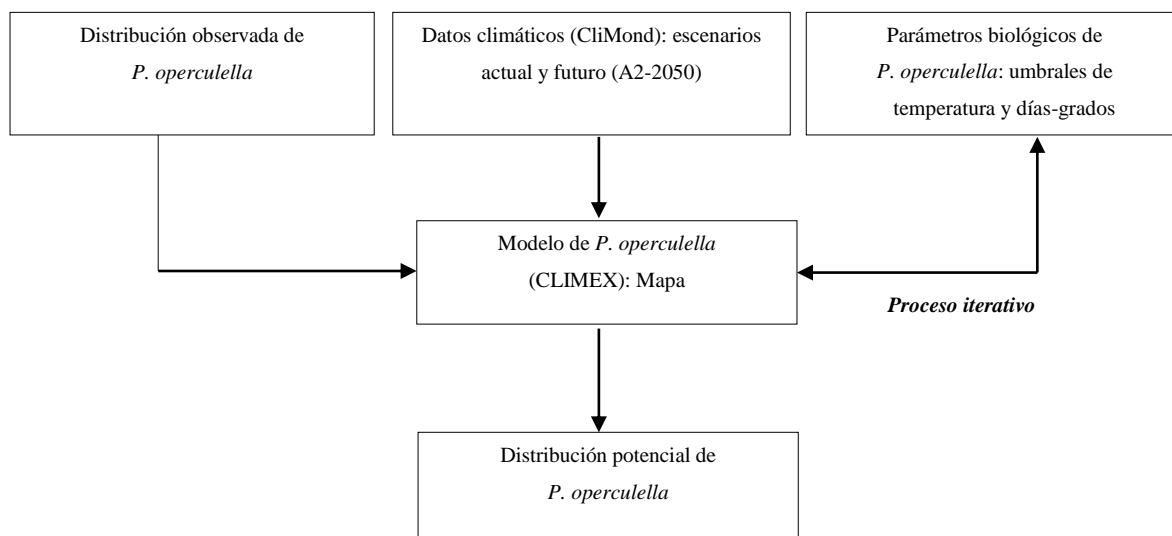 Distribución observada de
P. operculella
Datos climáticos (CliMond): escenarios
actual y futuro (A2-2050)
Parámetros biológicos de
P. operculella: umbrales de
temperatura y días-grados
Modelo de P. operculella
(CLIMEX): Mapa
Proceso iterativo
Distribución potencial de
P. operculella